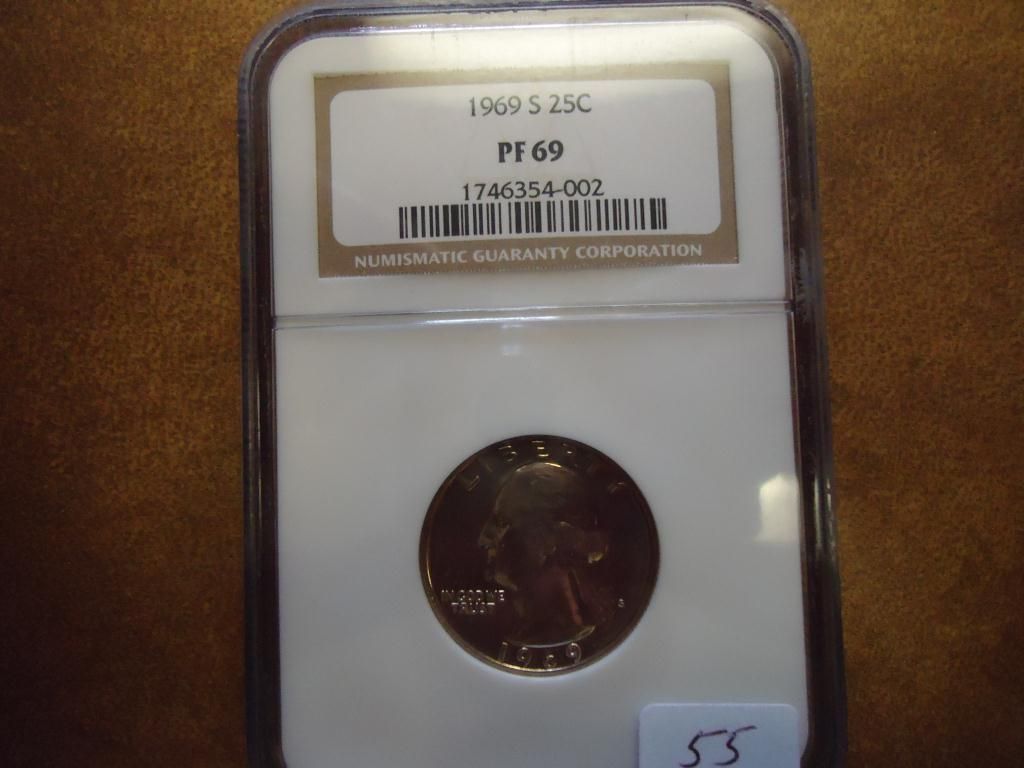 1969 S 25C
PF 69
1746354-002
NUMISMATIC GUARANTY CORPORATION
LIBERTY
IN GOD WE
TRUST
S
1969
55